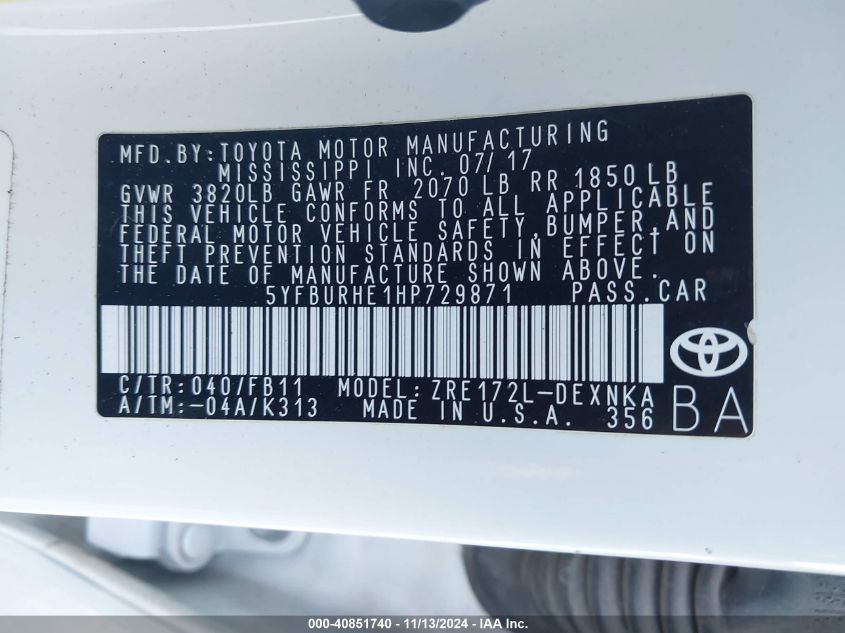 MFD.BY:TOYOTA MOTOR MANUFACTURING
MISSISSIPPI INC. 07/17
GVWR 3820LB GAWR FR 2070 LB RR 1850 LB
THIS VEHICLE CONFORMS TO ALL APPLICABLE
FEDERAL MOTOR VEHICLE SAFETY,BUMPER,AND
THEFT PREVENTION STANDARDS IN EFFECT ON
THE DATE OF MANUFACTURE SHOWN ABOVE.
5YFBURHE1HP729871 PASS.CAR
C/TR:040/FB11 MODEL:ZRE172L-DEXNKA
A/TM:-04A/K313 MADE IN U.S.A. 356
BA
000-40851740 - 11/13/2024 - IAA Inc.